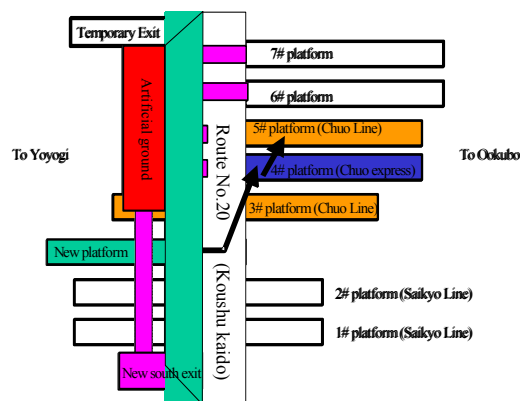 Temporary Exit
7# platform
6# platform
Artificial ground
Route No.20
(Koushu kaido)
5# platform (Chuo Line)
To Yoyogi
4# platform (Chuo express)
To Ookubo
3# platform (Chuo Line)
New platform
2# platform (Saikyo Line)
1# platform (Saikyo Line)
New south exit